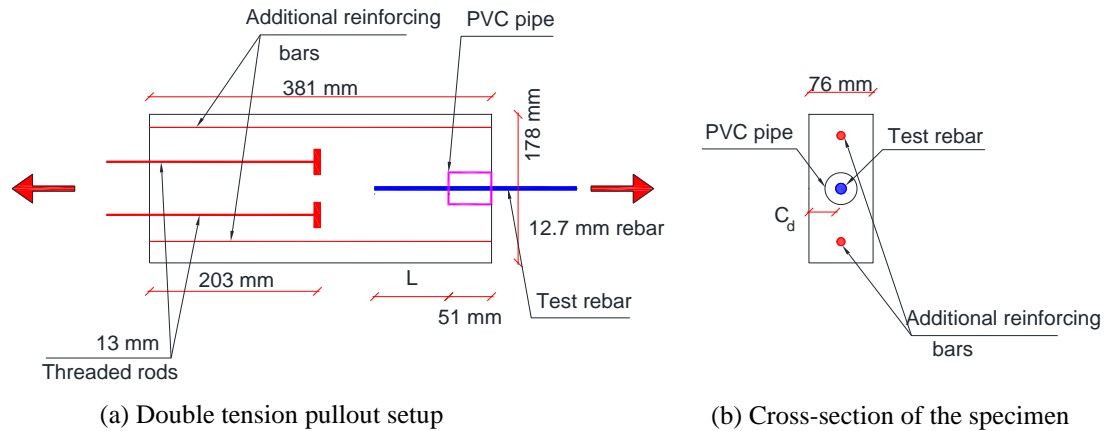 Additional reinforcing
bars
PVC pipe
381 mm
178 mm
12.7 mm rebar
203 mm
L
51 mm
Test rebar
13 mm
Threaded rods
(a) Double tension pullout setup
76 mm
PVC pipe
Test rebar
Cd
Additional reinforcing
bars
(b) Cross-section of the specimen